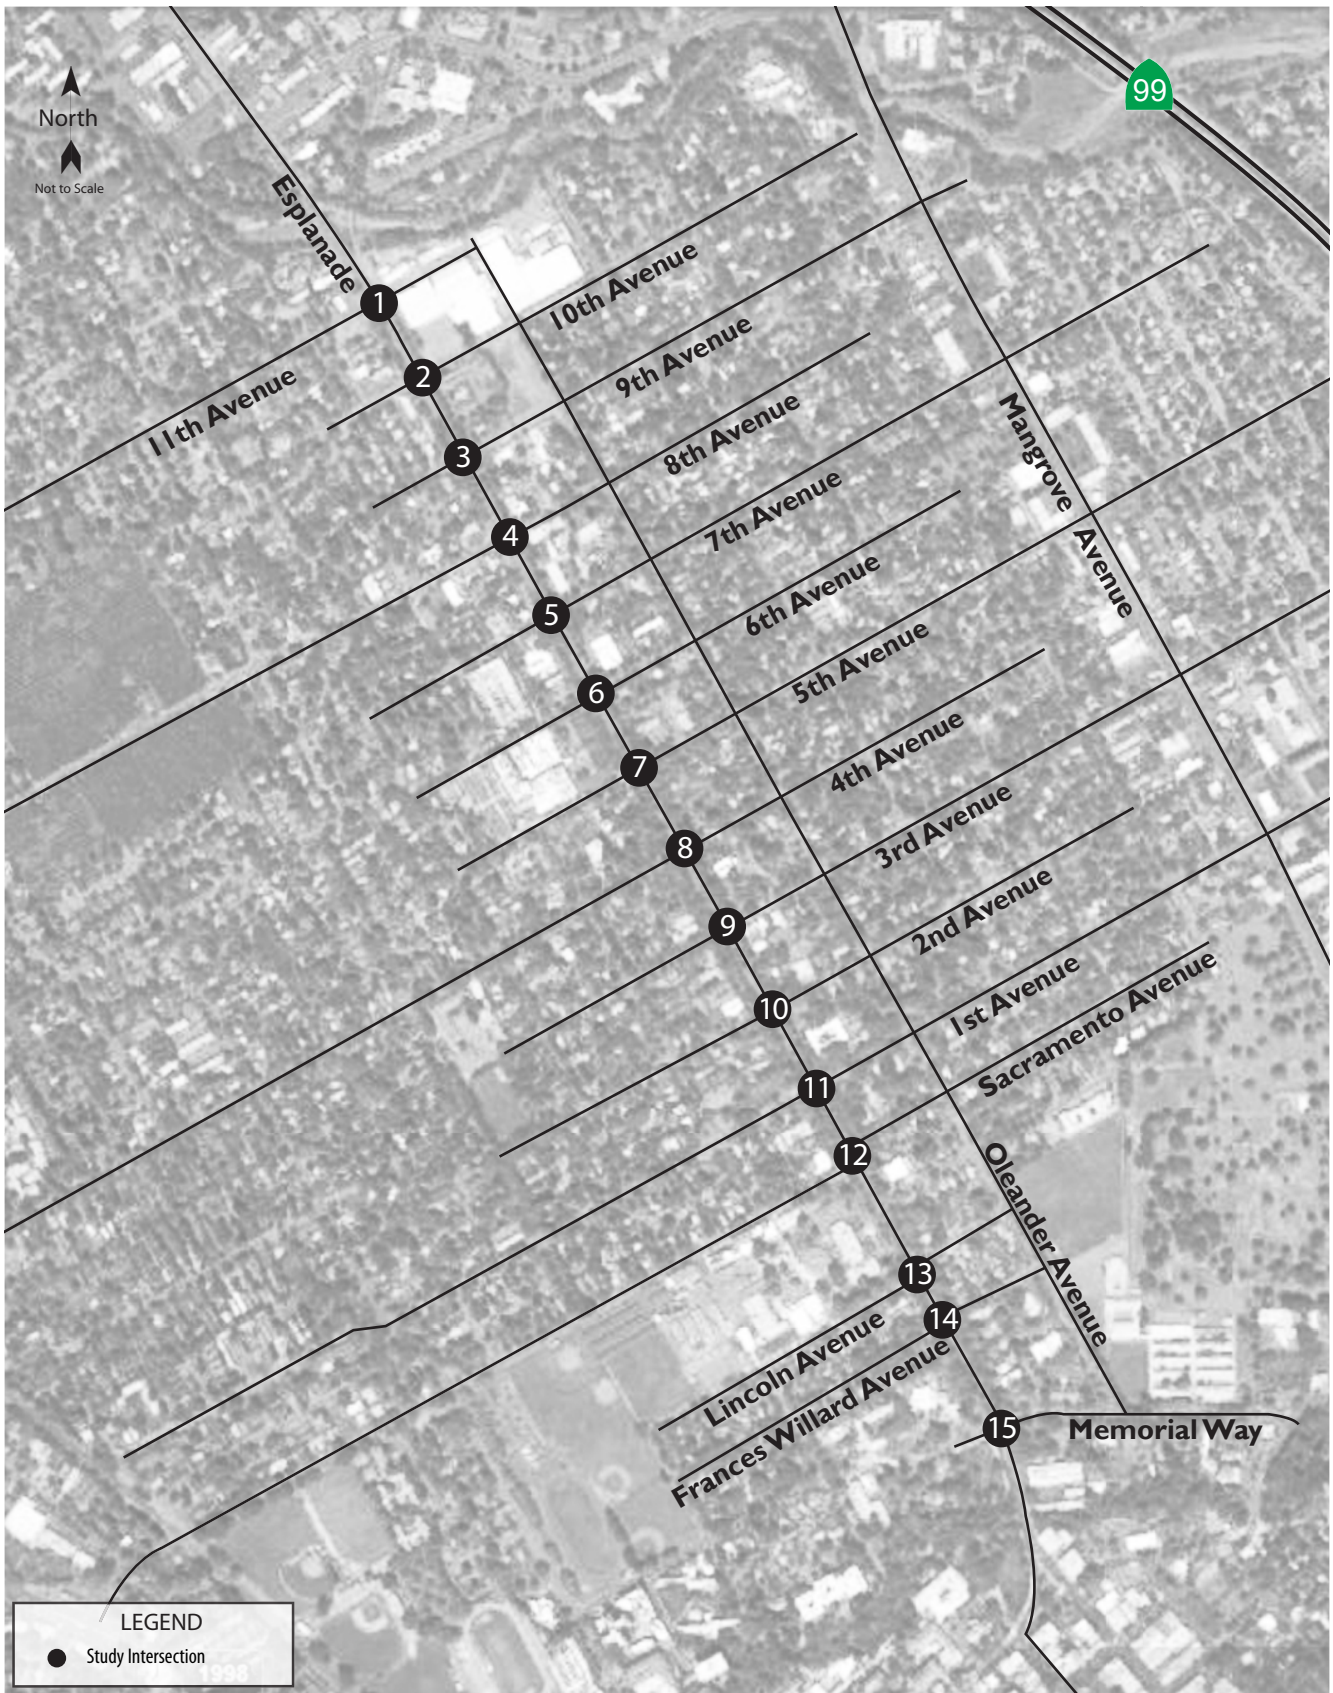 99
North
Not to Scale
Esplanade
1
10th Avenue
2
9th Avenue
11th Avenue
3
8th Avenue
Mangrove Avenue
4
7th Avenue
5
6th Avenue
6
5th Avenue
7
4th Avenue
8
3rd Avenue
9
2nd Avenue
10
1st Avenue
11
Sacramento Avenue
12
Oleander Avenue
13
14
Lincoln Avenue
Frances Willard Avenue
15
Memorial Way
LEGEND
Study Intersection
1998